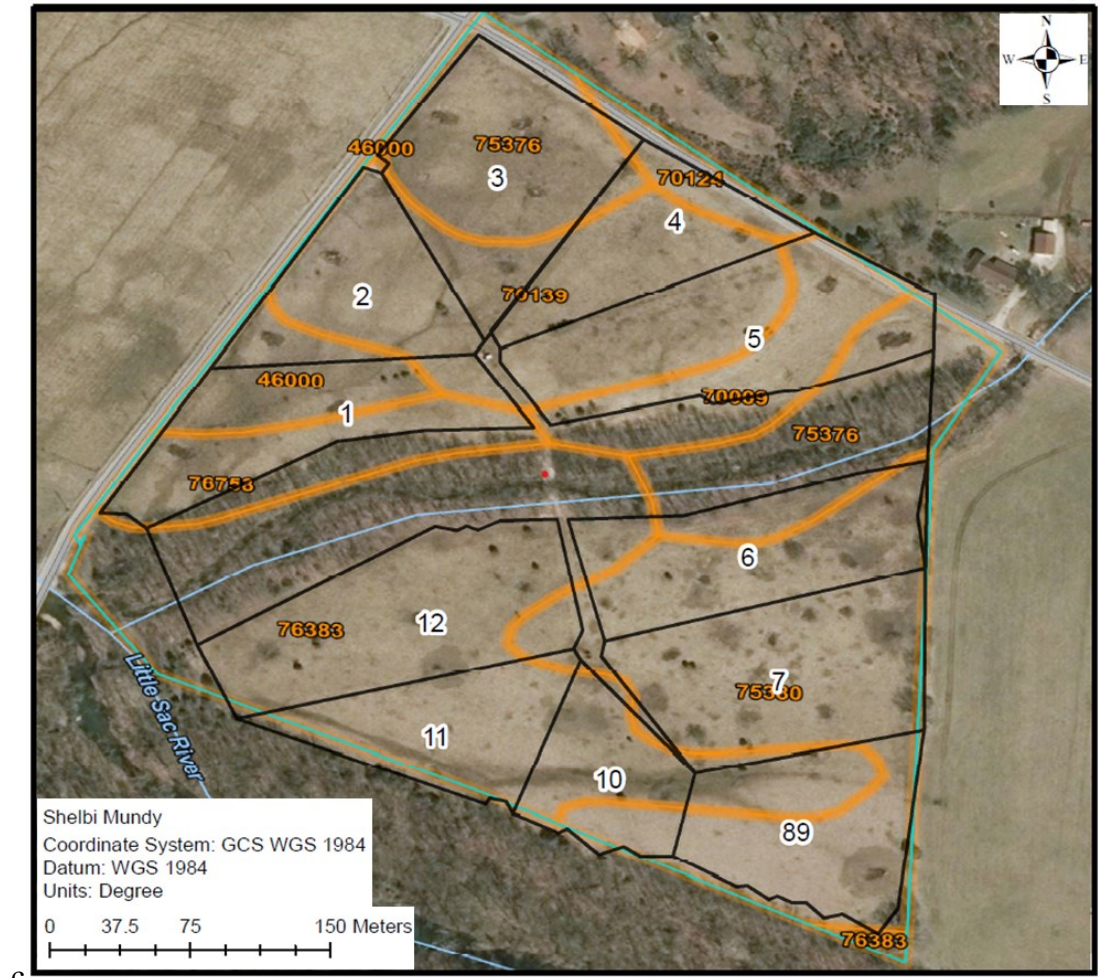 N
W E
S
46000
75376
3
70124
4
2
70139
5
46000
1
70009
75376
76753
6
12
76383
7
75380
11
10
89
Little Sac River
76383
Shelbi Mundy
Coordinate System: GCS WGS 1984
Datum: WGS 1984
Units: Degree
0 37.5 75 150 Meters